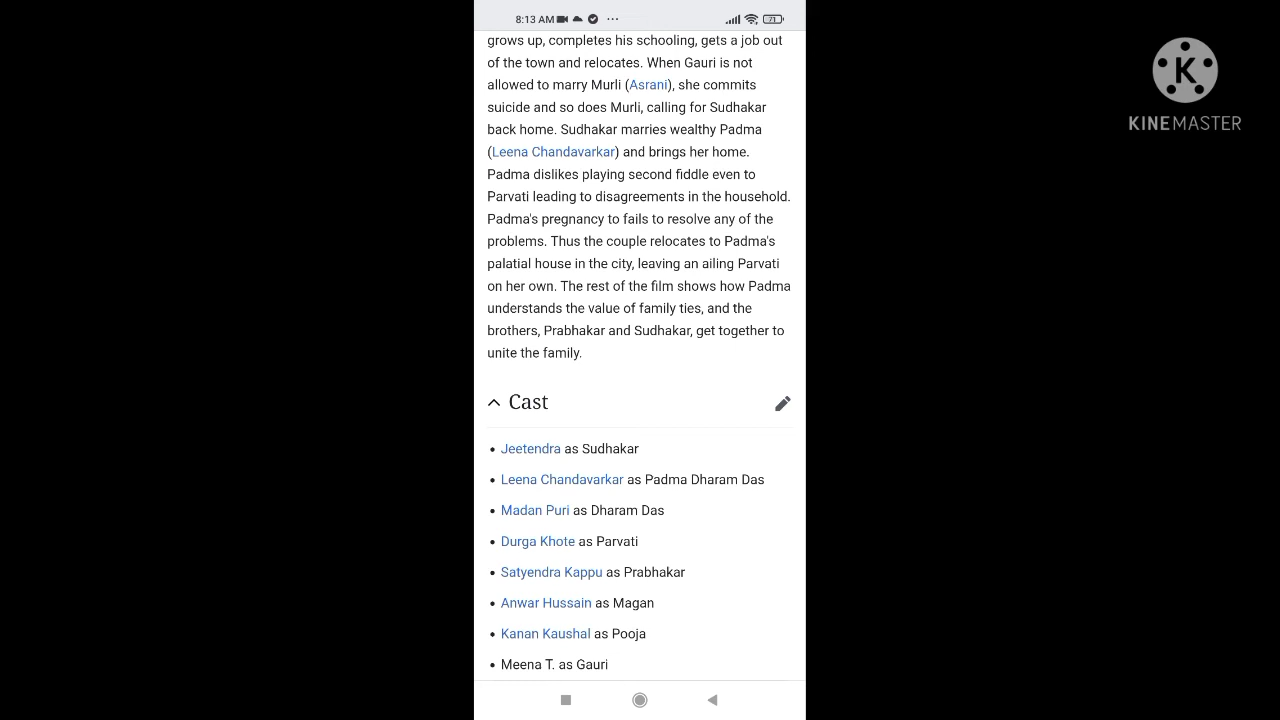 8:13 AM
71
K
KINEMASTER
grows up, completes his schooling, gets a job out
of the town and relocates. When Gauri is not
allowed to marry Murli (Asrani), she commits
suicide and so does Murli, calling for Sudhakar
back home. Sudhakar marries wealthy Padma
(Leena Chandavarkar) and brings her home.
Padma dislikes playing second fiddle even to
Parvati leading to disagreements in the household.
Padma's pregnancy to fails to resolve any of the
problems. Thus the couple relocates to Padma's
palatial house in the city, leaving an ailing Parvati
on her own. The rest of the film shows how Padma
understands the value of family ties, and the
brothers, Prabhakar and Sudhakar, get together to
unite the family.
Cast
• Jeetendra as Sudhakar
• Leena Chandavarkar as Padma Dharam Das
• Madan Puri as Dharam Das
• Durga Khote as Parvati
• Satyendra Kappu as Prabhakar
• Anwar Hussain as Magan
• Kanan Kaushal as Pooja
• Meena T. as Gauri